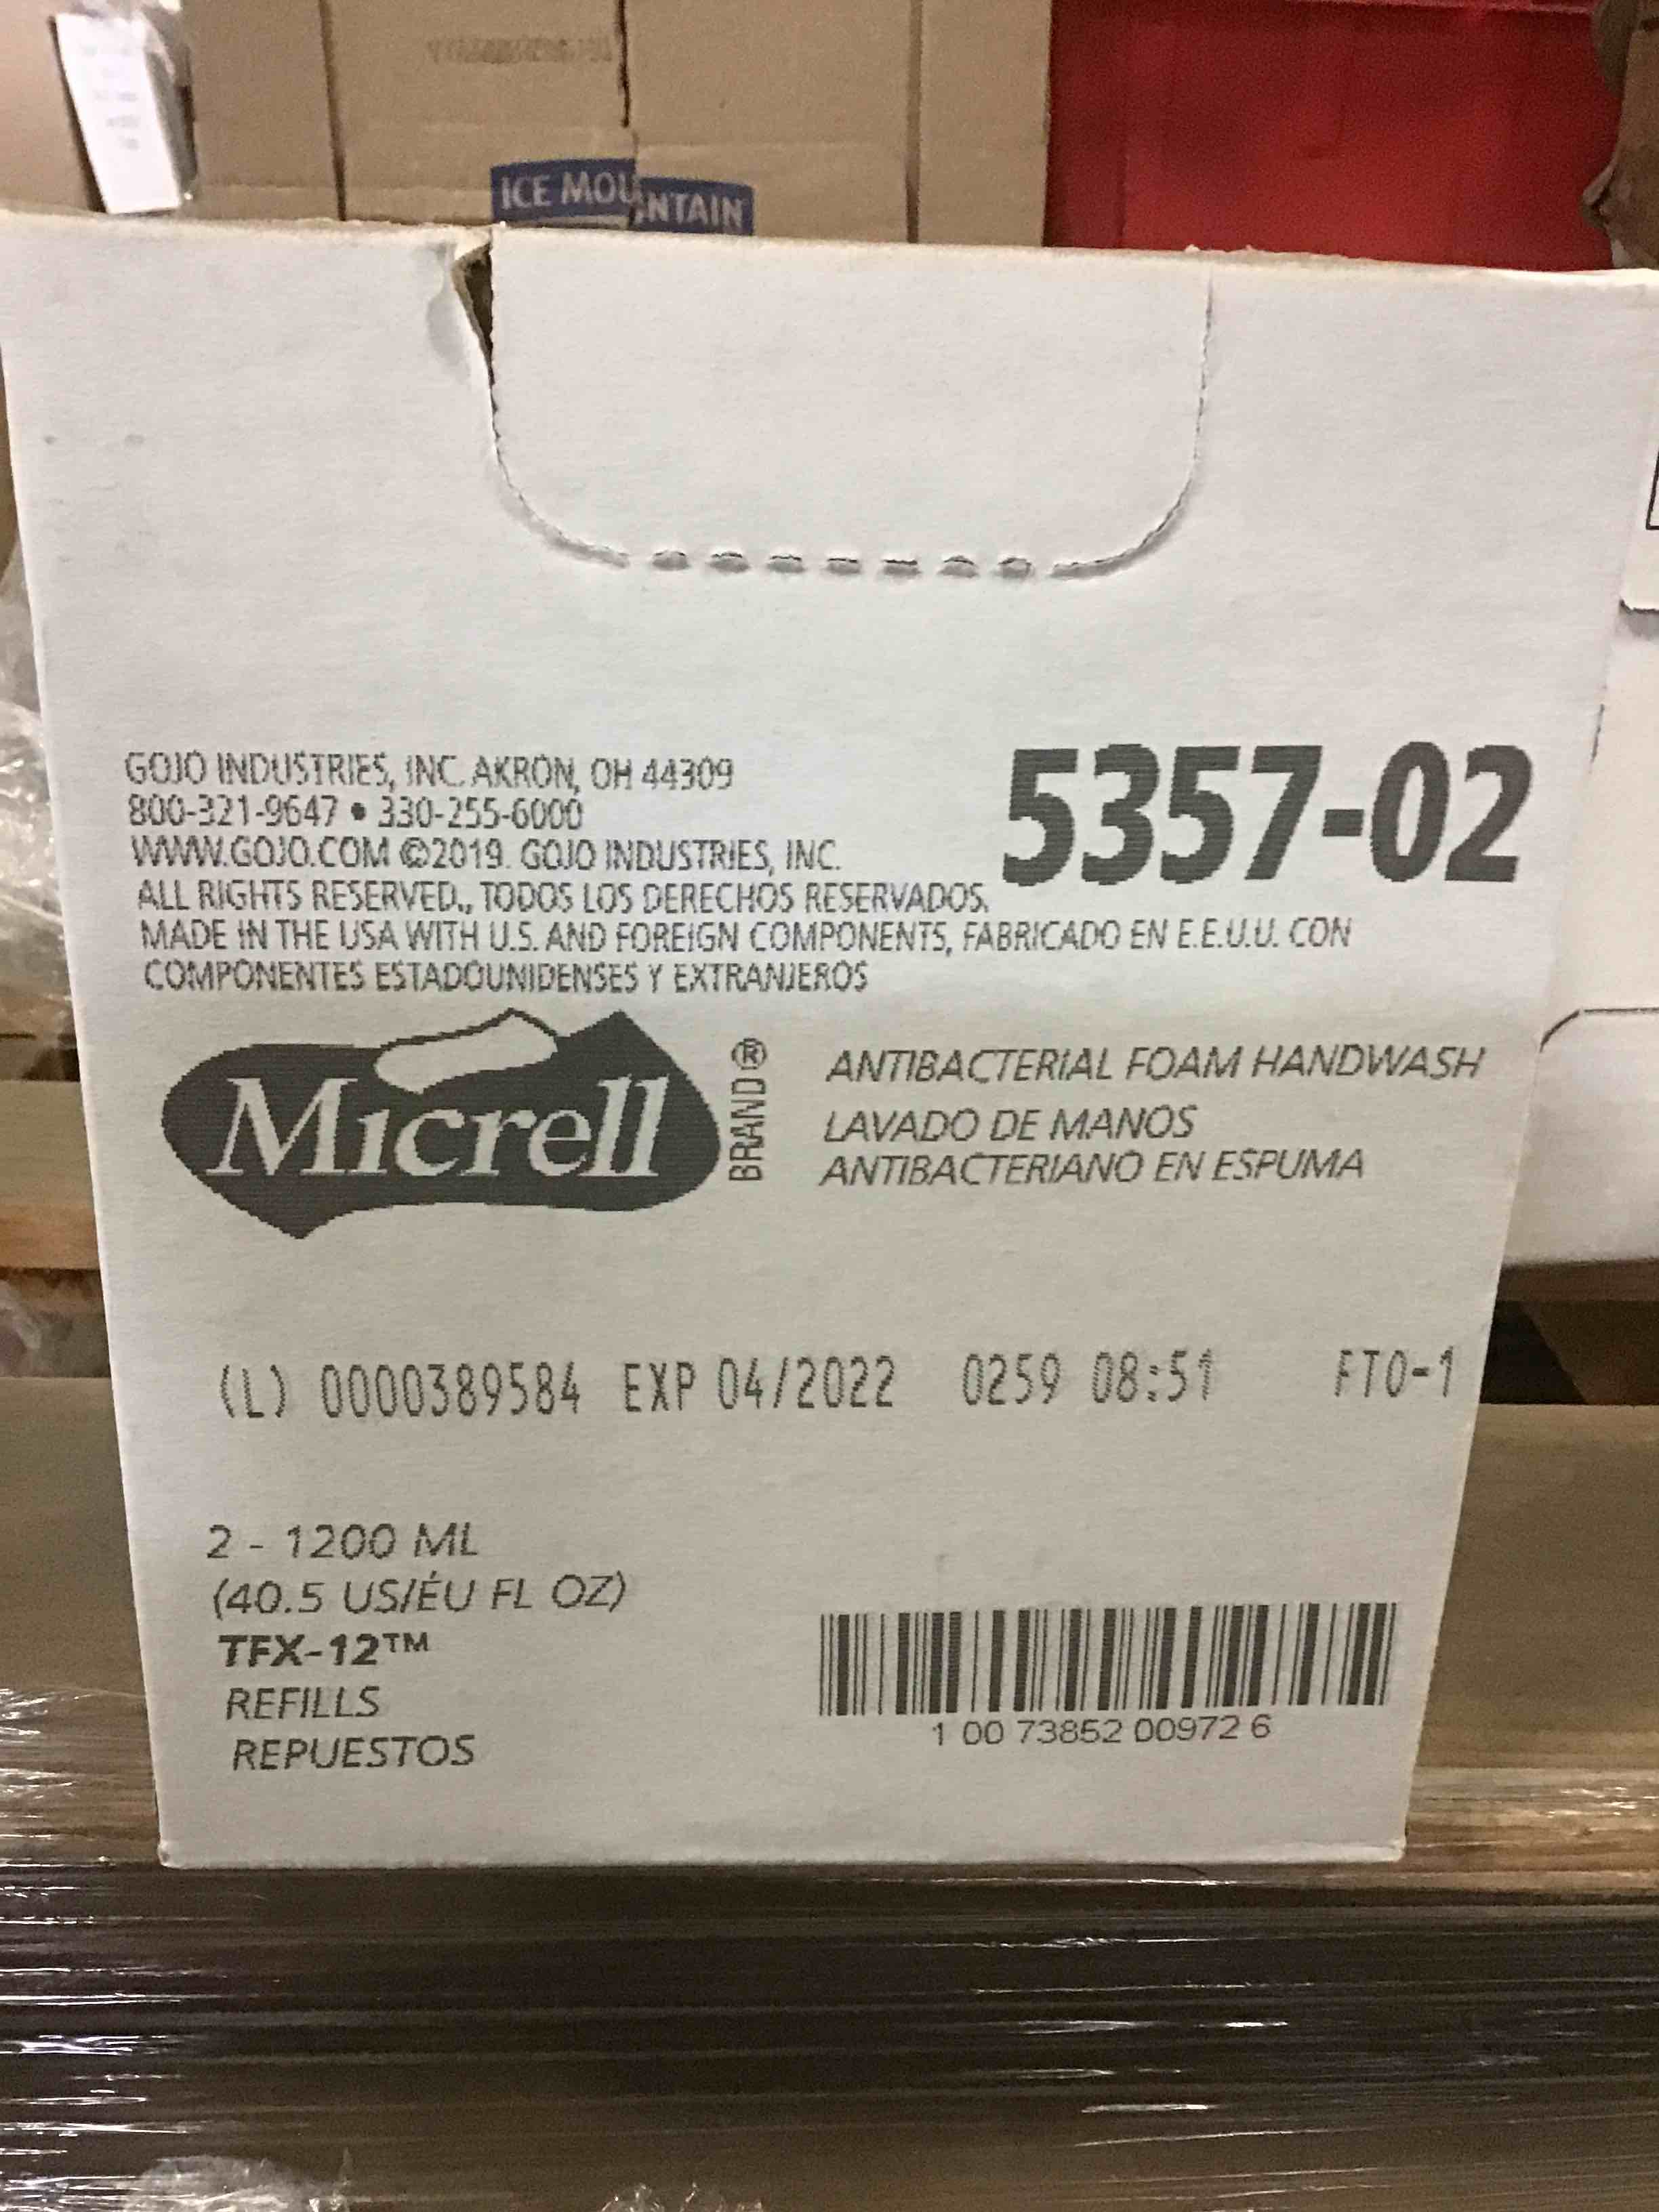 ICE MOUNTAIN
GOJO INDUSTRIES, INC. AKRON, OH 44309
800-321-9647 • 330-255-6000
WWW.GOJO.COM ©2019. GOJO INDUSTRIES, INC.
ALL RIGHTS RESERVED., TODOS LOS DERECHOS RESERVADOS.
MADE IN THE USA WITH U.S. AND FOREIGN COMPONENTS, FABRICADO EN E.E.U.U. CON
COMPONENTES ESTADOUNIDENSES Y EXTRANJEROS
5357-02
Micrell
BRAND®
ANTIBACTERIAL FOAM HANDWASH
LAVADO DE MANOS
ANTIBACTERIANO EN ESPUMA
(L) 0000389584 EXP 04/2022 0259 08:51 FTO-1
2 - 1200 ML
(40.5 US/ÉU FL OZ)
TFX-12™
REFILLS
REPUESTOS
1 00 73852 00972 6